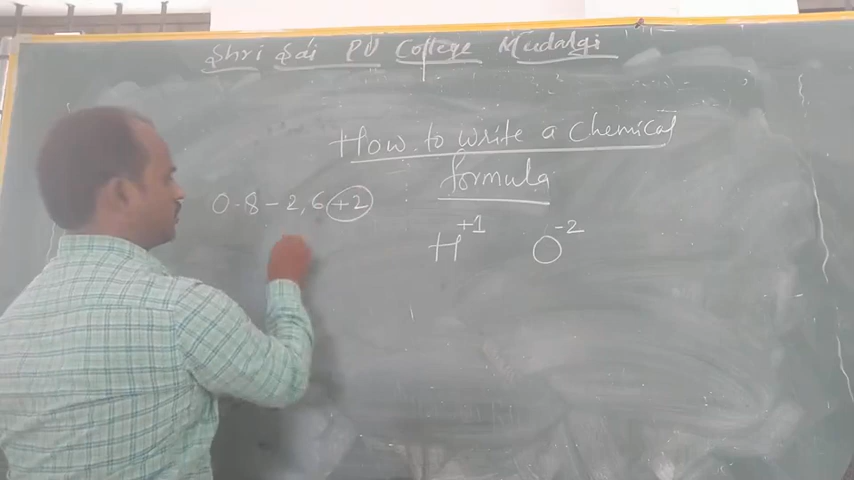 Shri Sai PU College Mudalgi
How to write a chemical
formula
O-8-2,6+2
H+1 O-2